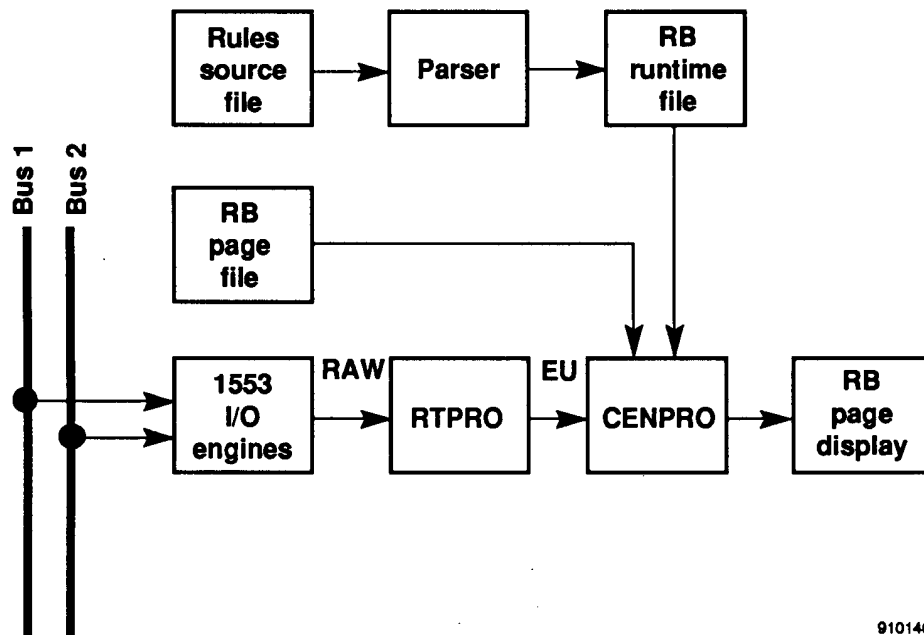 Rules
source
file
Parser
RB
runtime
file
Bus 1
Bus 2
RB
page
file
1553
I/O
engines
RAW
RTPRO
EU
CENPRO
RB
page
display